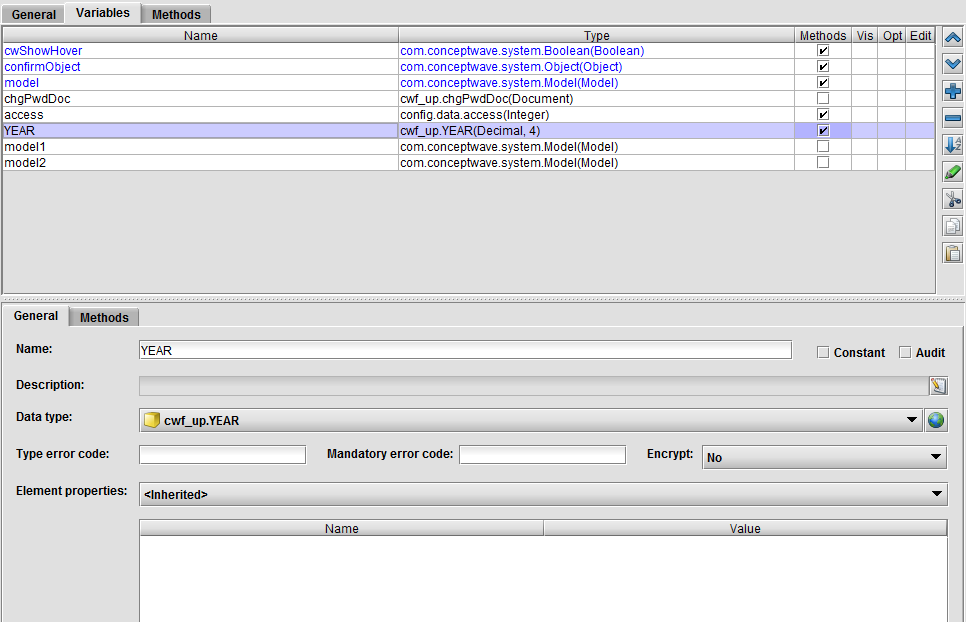 General Variables Methods
Name Type Methods Vis Opt Edit
cwShowHover com.conceptwave.system.Boolean(Boolean)
confirmObject com.conceptwave.system.Object(Object)
model com.conceptwave.system.Model(Model)
chgPwdDoc cwf_up.chgPwdDoc(Document)
access config.data.access(Integer)
YEAR cwf_up.YEAR(Decimal, 4)
model1 com.conceptwave.system.Model(Model)
model2 com.conceptwave.system.Model(Model)
General Methods
Name: YEAR Constant Audit
Description:
Data type: cwf_up.YEAR
Type error code: Mandatory error code: Encrypt: No
Element properties: <Inherited>
Name Value